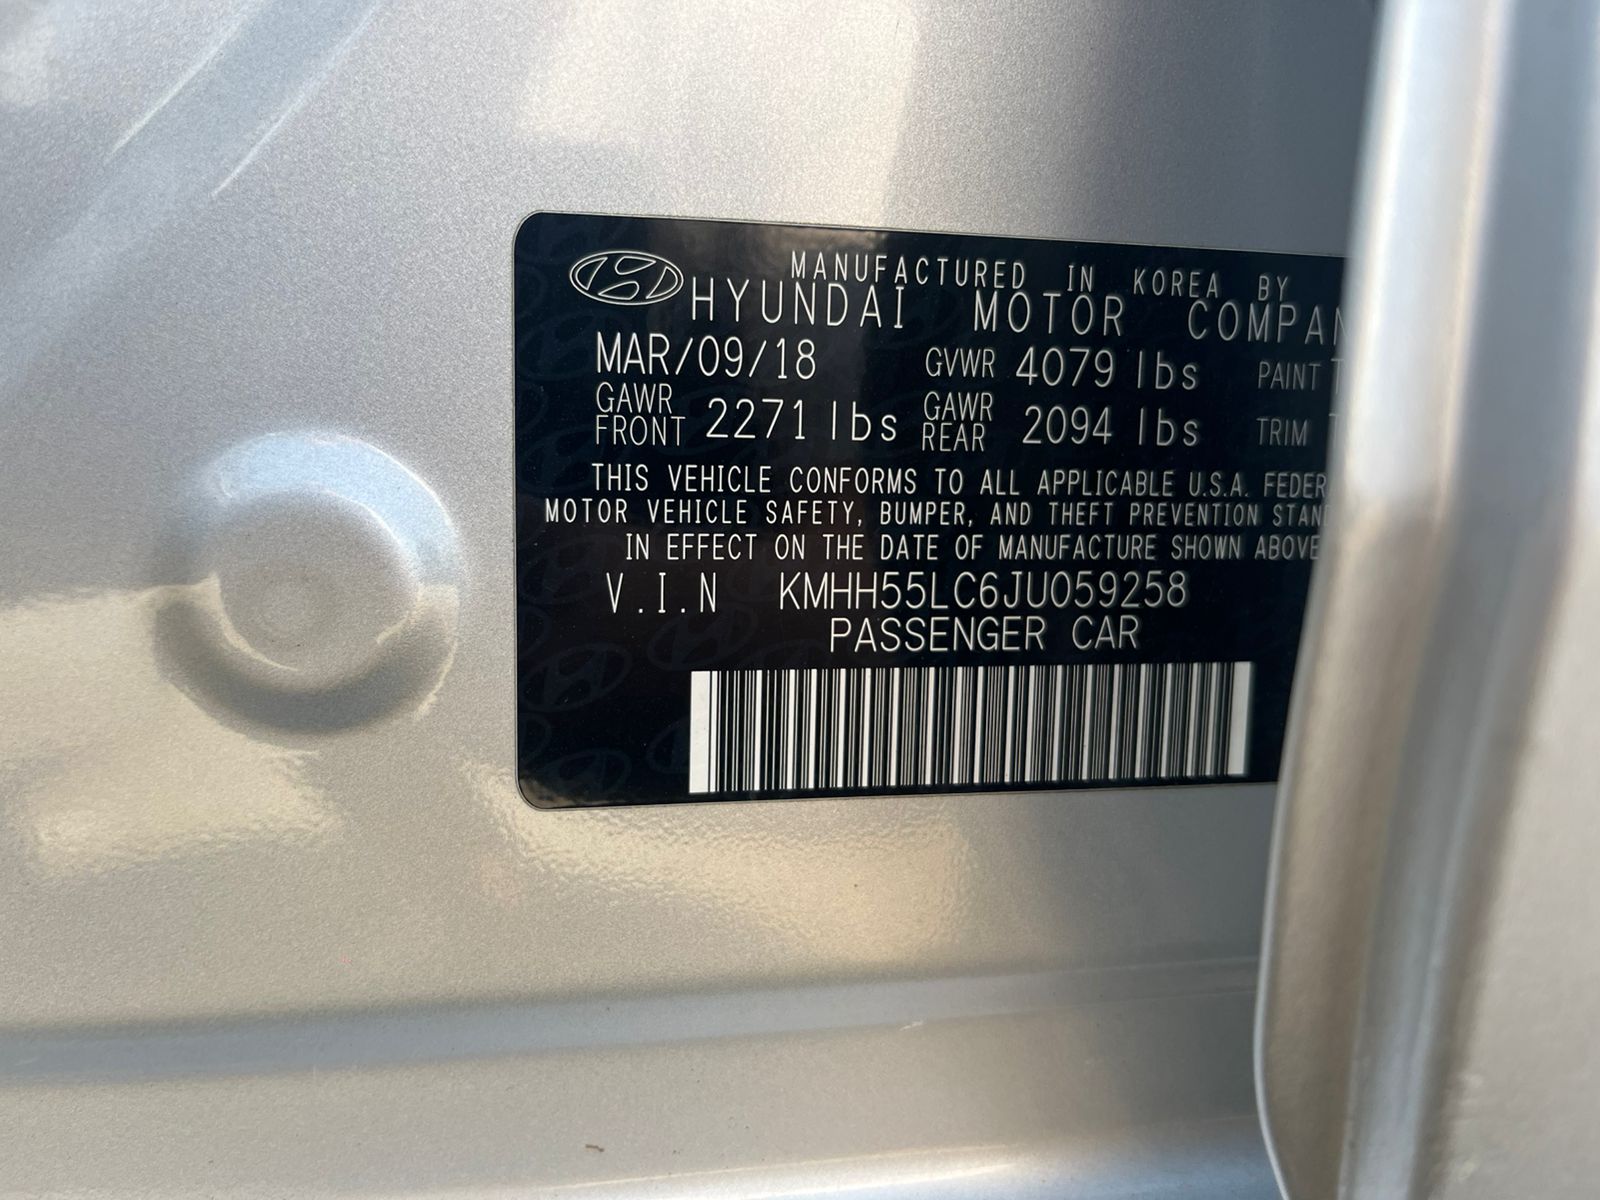 MANUFACTURED IN KOREA BY
HYUNDAI MOTOR COMPAN
MAR/09/18 GVWR 4079 lbs PAINT T
GAWR FRONT 2271 lbs GAWR REAR 2094 lbs TRIM T
THIS VEHICLE CONFORMS TO ALL APPLICABLE U.S.A. FEDER
MOTOR VEHICLE SAFETY, BUMPER, AND THEFT PREVENTION STAN
IN EFFECT ON THE DATE OF MANUFACTURE SHOWN ABOVE
V.I.N KMHH55LC6JU059258
PASSENGER CAR